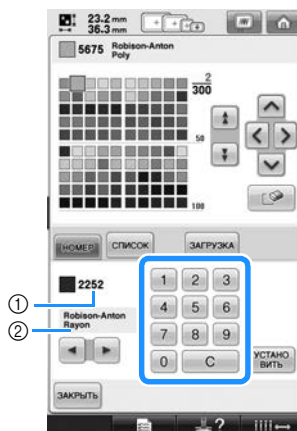 23.2 mm
36.3 mm
5675 Robison-Anton
Poly
2
300
50
100
НОМЕР СПИСОК ЗАГРУЗКА
① 2252
② Robison-Anton
Rayon
1 2 3
4 5 6
7 8 9
0 C
УСТАНО
ВИТЬ
ЗАКРЫТЬ
?